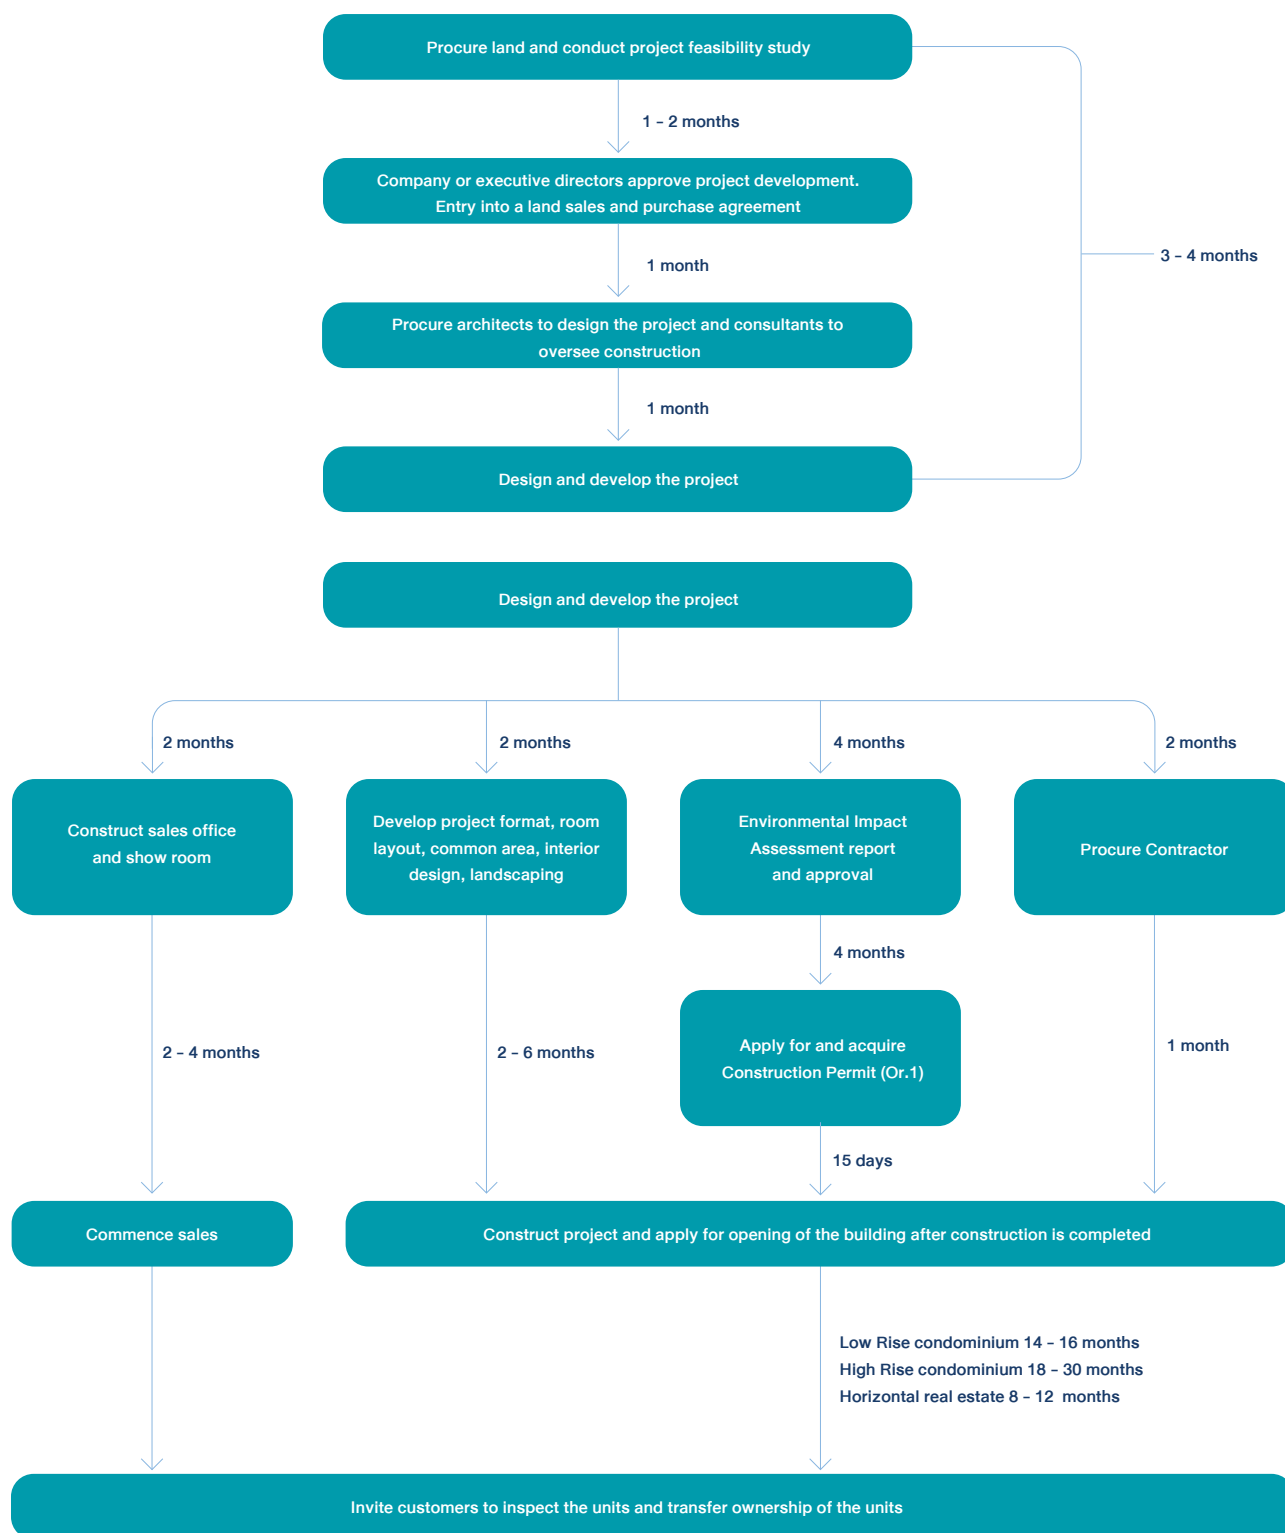 Procure land and conduct project feasibility study
1 – 2 months
Company or executive directors approve project development.
Entry into a land sales and purchase agreement
3 – 4 months
1 month
Procure architects to design the project and consultants to
oversee construction
1 month
Design and develop the project
Design and develop the project
2 months
2 months
4 months
2 months
Construct sales office
and show room
Develop project format, room
layout, common area, interior
design, landscaping
Environmental Impact
Assessment report
and approval
Procure Contractor
4 months
2 – 4 months
2 – 6 months
Apply for and acquire
Construction Permit (Or.1)
1 month
15 days
Commence sales
Construct project and apply for opening of the building after construction is completed
Low Rise condominium 14 – 16 months
High Rise condominium 18 – 30 months
Horizontal real estate 8 – 12 months
Invite customers to inspect the units and transfer ownership of the units